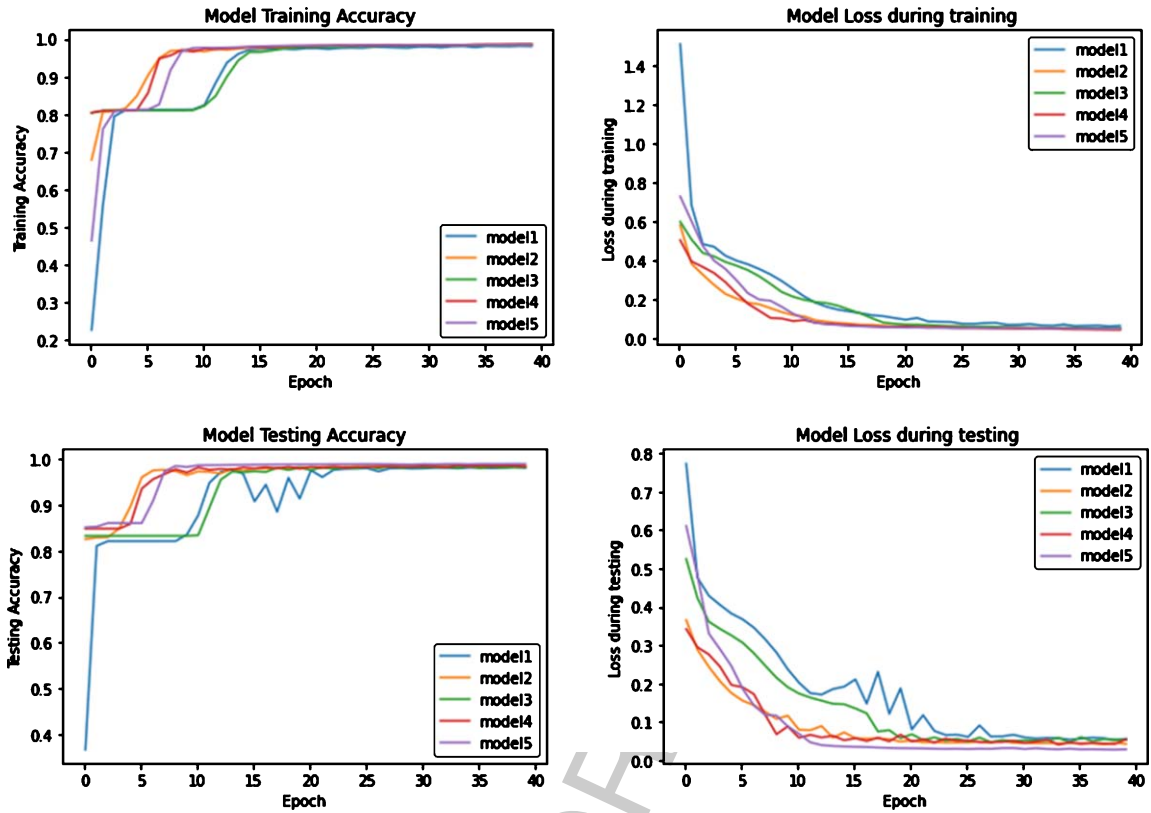 Model Training Accuracy
Training Accuracy
1.0
0.9
0.8
0.7
0.6
0.5
0.4
0.3
0.2
0 5 10 15 20 25 30 35 40
Epoch
model1
model2
model3
model4
model5
Model Loss during training
Loss during training
1.4
1.2
1.0
0.8
0.6
0.4
0.2
0.0
0 5 10 15 20 25 30 35 40
Epoch
model1
model2
model3
model4
model5
Model Testing Accuracy
Testing Accuracy
1.0
0.9
0.8
0.7
0.6
0.5
0.4
0 5 10 15 20 25 30 35 40
Epoch
model1
model2
model3
model4
model5
Model Loss during testing
Loss during testing
0.8
0.7
0.6
0.5
0.4
0.3
0.2
0.1
0.0
0 5 10 15 20 25 30 35 40
Epoch
model1
model2
model3
model4
model5